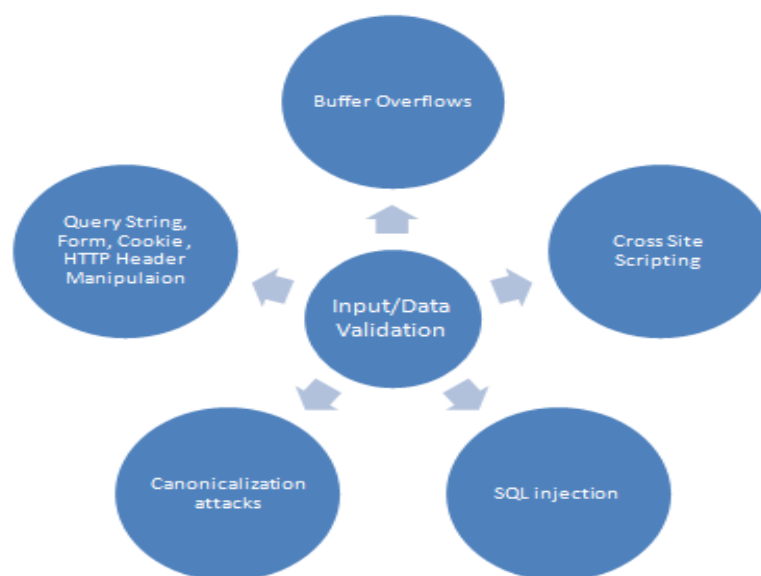 Buffer Overflows
Query String,
Form, Cookie,
HTTP Header
Manipulaion
Cross Site
Scripting
Input/Data
Validation
Canonicalization
attacks
SQL injection